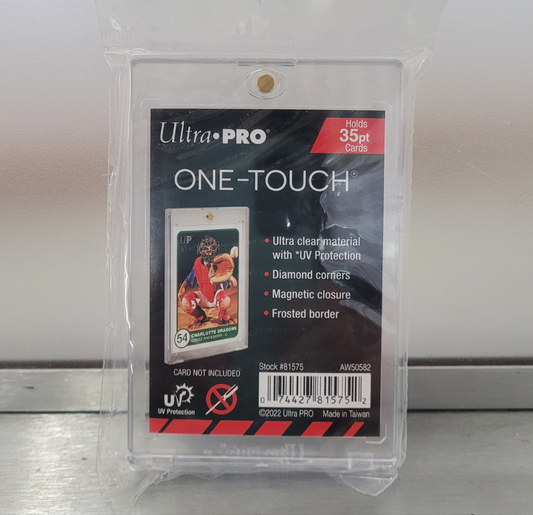 Ultra•PRO®
Holds
35pt
Cards
ONE-TOUCH®
UP
• Ultra clear material
with *UV Protection
• Diamond corners
• Magnetic closure
• Frosted border
54
CHARLOTTE DRAGONS
CARD NOT INCLUDED
Stock #81575 AW50582
UV
UV Protection
0 74427 81575 2
©2022 Ultra PRO Made in Taiwan